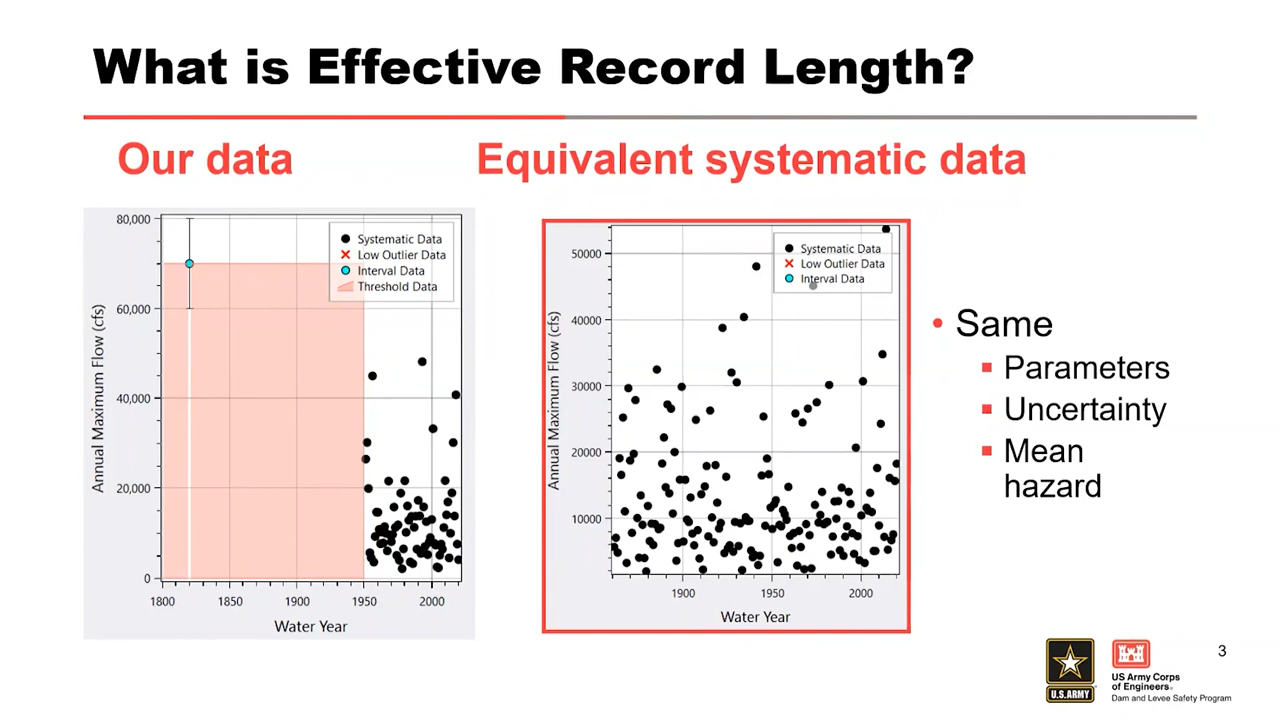 What is Effective Record Length?
Our data
Equivalent systematic data
80,000
60,000
40,000
20,000
0
Annual Maximum Flow (cfs)
1800 1850 1900 1950 2000
Water Year
Systematic Data
Low Outlier Data
Interval Data
Threshold Data
50000
40000
30000
20000
10000
Annual Maximum Flow (cfs)
1900 1950 2000
Water Year
Systematic Data
Low Outlier Data
Interval Data
• Same
▪ Parameters
▪ Uncertainty
▪ Mean
hazard
3
U.S. ARMY
US Army Corps
of Engineers®
Dam and Levee Safety Program